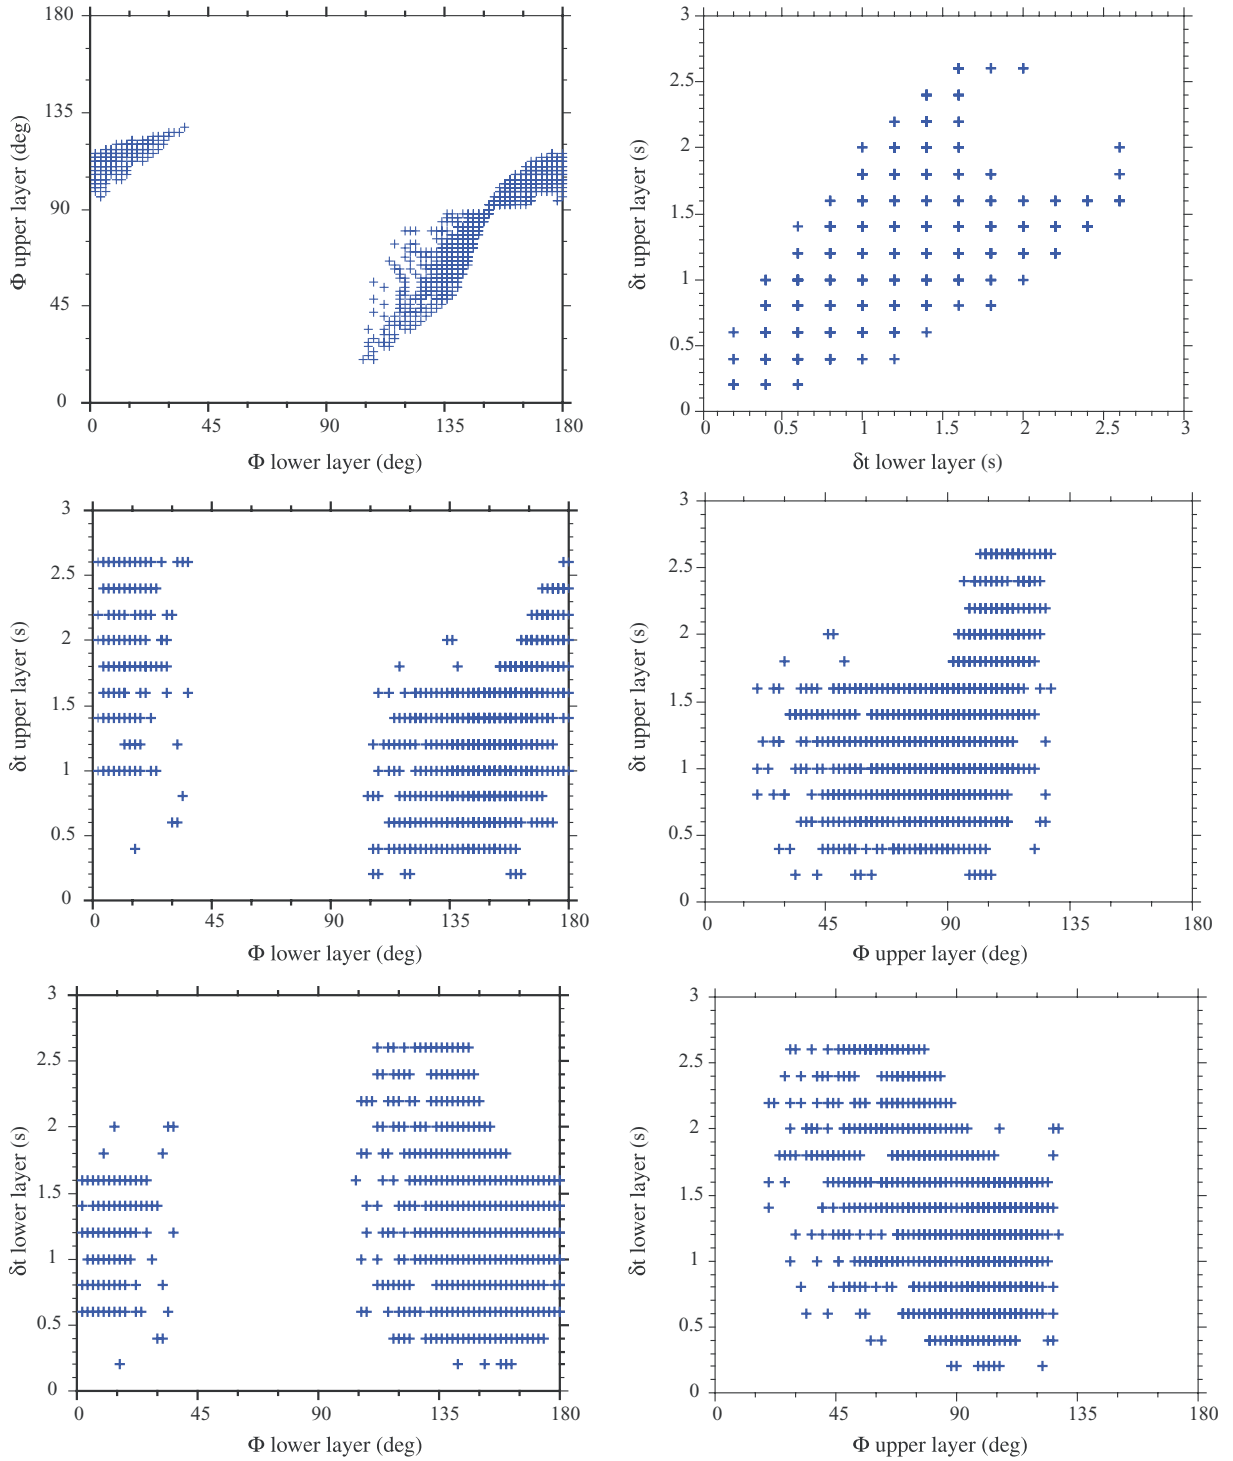 180
135
90
45
0
Φ upper layer (deg)
0 45 90 135 180
Φ lower layer (deg)
3
2.5
2
1.5
1
0.5
0
δt upper layer (s)
0 0.5 1 1.5 2 2.5 3
δt lower layer (s)
3
2.5
2
1.5
1
0.5
0
δt upper layer (s)
0 45 90 135 180
Φ lower layer (deg)
3
2.5
2
1.5
1
0.5
0
δt upper layer (s)
0 45 90 135 180
Φ upper layer (deg)
3
2.5
2
1.5
1
0.5
0
δt lower layer (s)
0 45 90 135 180
Φ lower layer (deg)
3
2.5
2
1.5
1
0.5
0
δt lower layer (s)
0 45 90 135 180
Φ upper layer (deg)